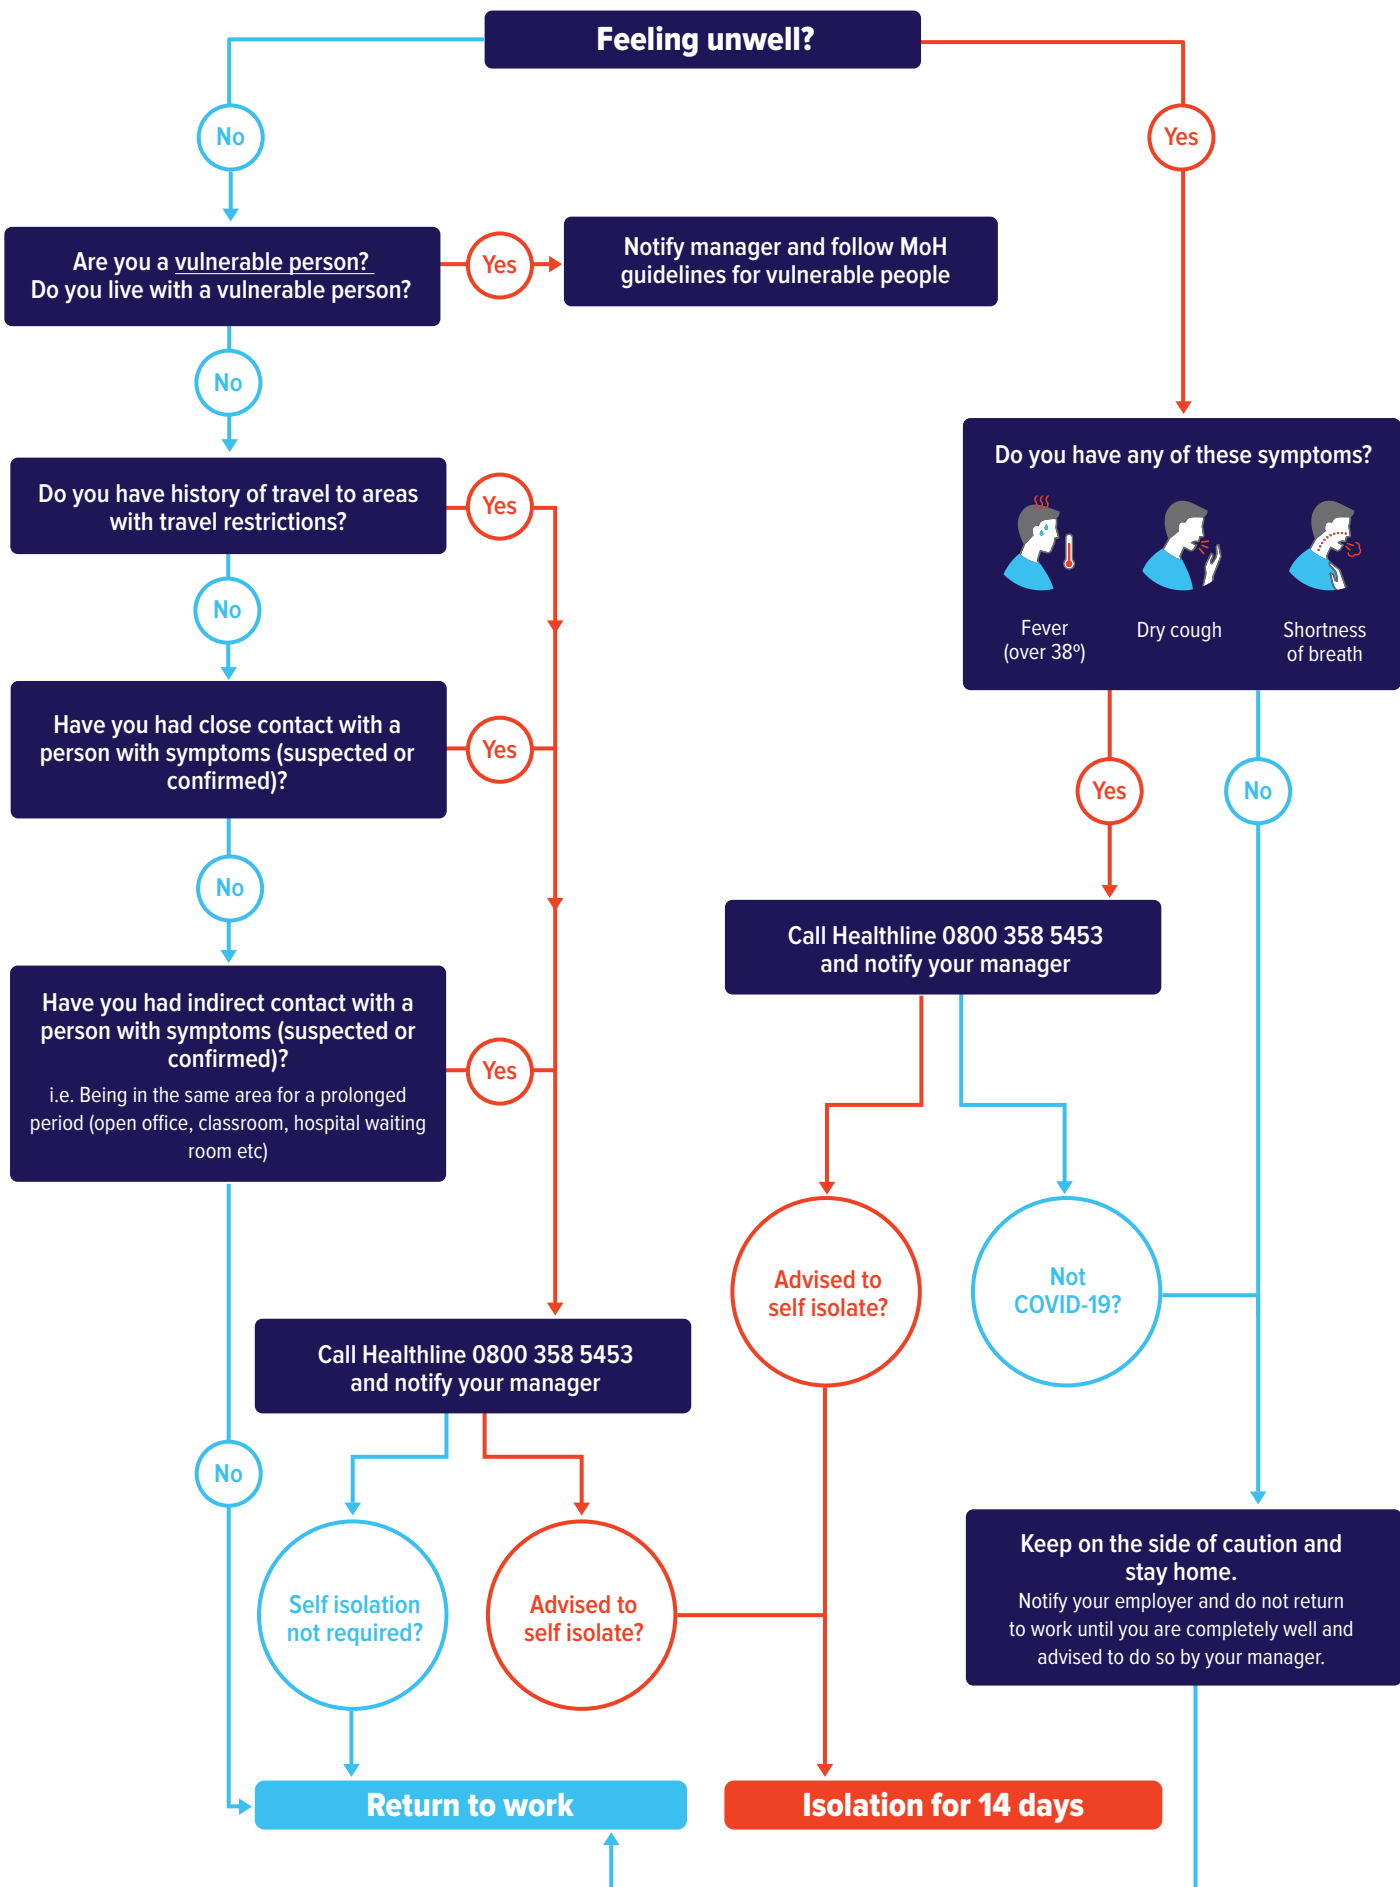 Feeling unwell?
No
Yes
Are you a vulnerable person?
Do you live with a vulnerable person?
Yes
Notify manager and follow MoH
guidelines for vulnerable people
No
Do you have history of travel to areas
with travel restrictions?
Yes
No
Have you had close contact with a
person with symptoms (suspected or
confirmed)?
Yes
No
Have you had indirect contact with a
person with symptoms (suspected or
confirmed)?
i.e. Being in the same area for a prolonged
period (open office, classroom, hospital waiting
room etc)
Yes
No
Call Healthline 0800 358 5453
and notify your manager
Self isolation
not required?
Advised to
self isolate?
Do you have any of these symptoms?
Fever
(over 38º)
Dry cough
Shortness
of breath
Yes
No
Call Healthline 0800 358 5453
and notify your manager
Advised to
self isolate?
Not
COVID-19?
Keep on the side of caution and
stay home.
Notify your employer and do not return
to work until you are completely well and
advised to do so by your manager.
Return to work
Isolation for 14 days